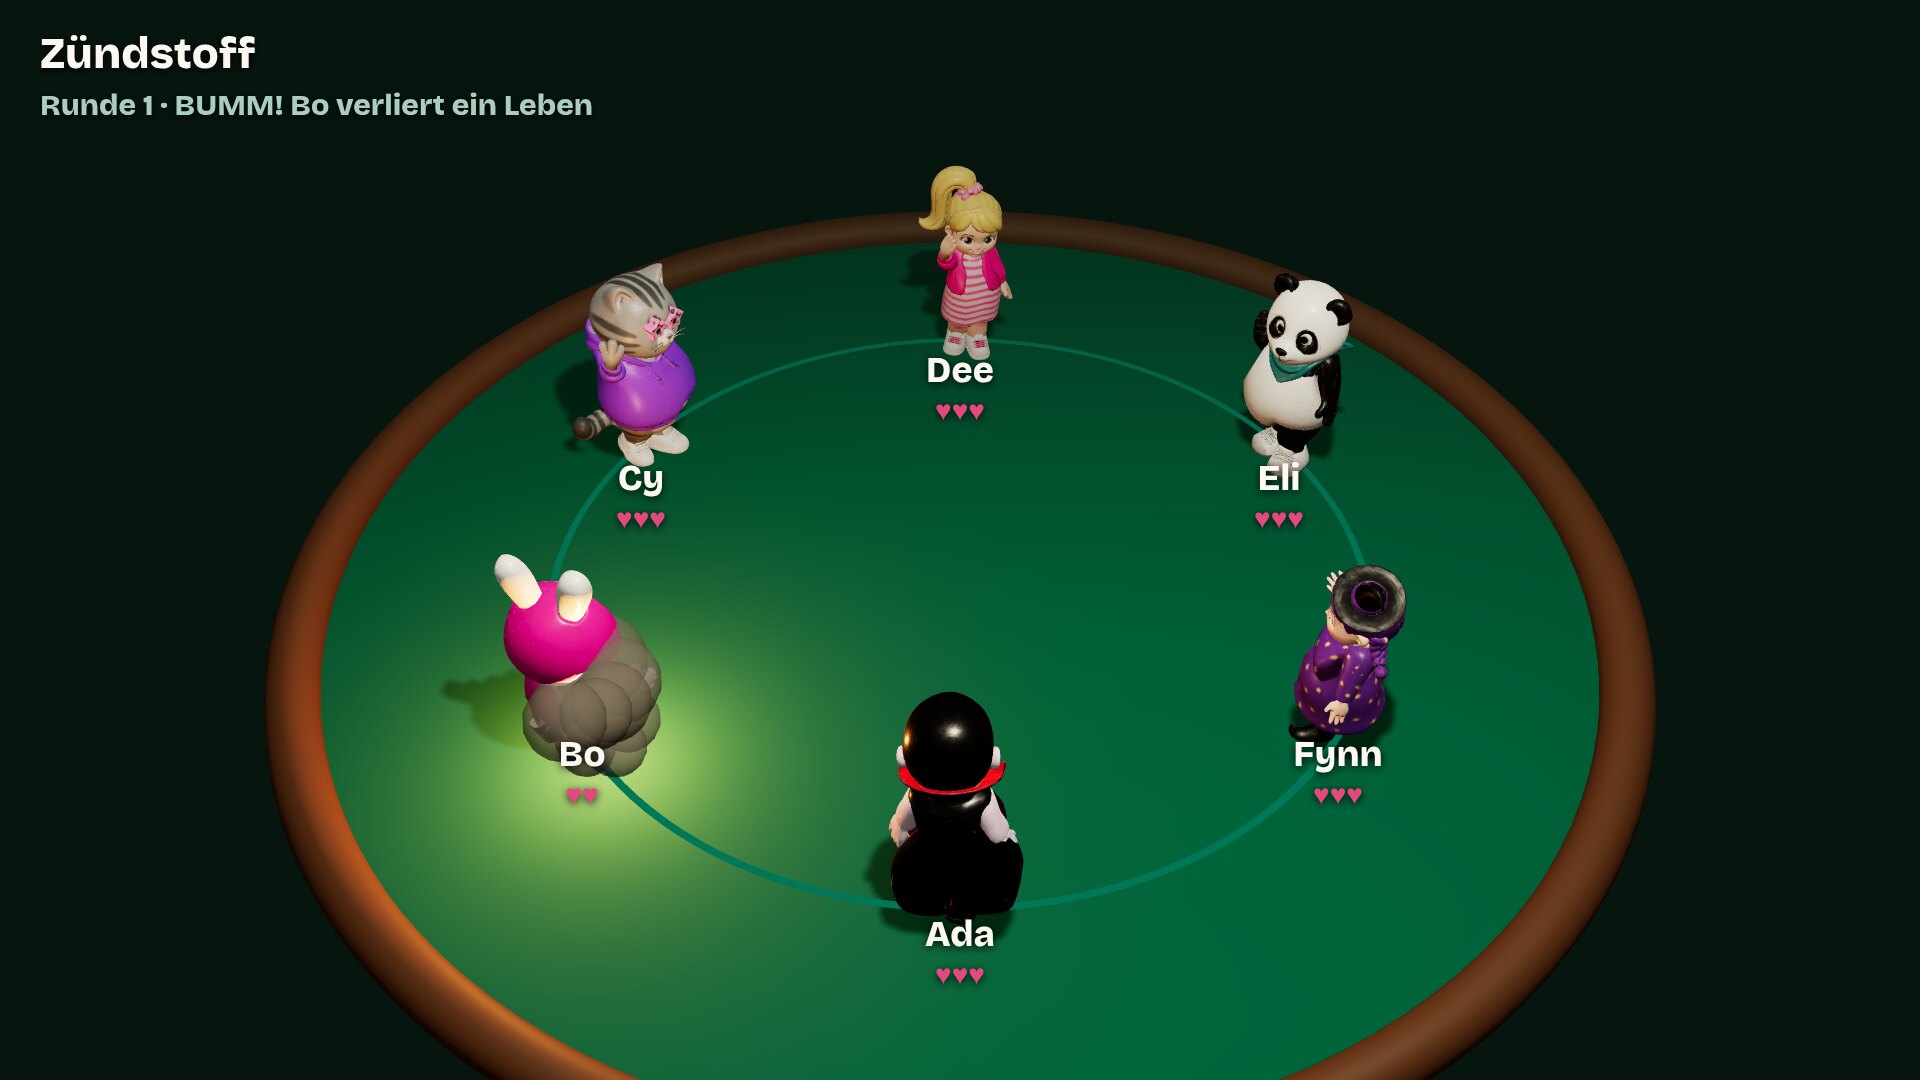 Zündstoff
Runde 1 · BUMM! Bo verliert ein Leben
Dee
♥♥♥
Cy
♥♥♥
Eli
♥♥♥
Bo
♥♥
Fynn
♥♥♥
Ada
♥♥♥